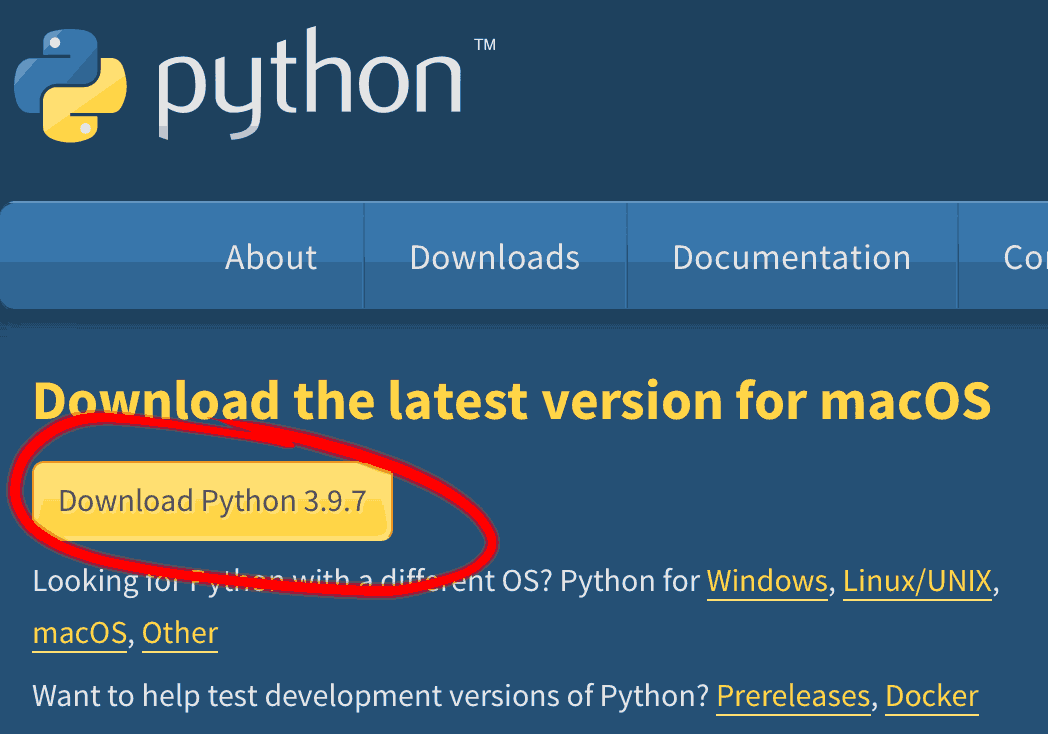 python™
About
Downloads
Documentation
Download the latest version for macOS
Download Python 3.9.7
Looking for Python with a different OS? Python for Windows, Linux/UNIX,
macOS, Other
Want to help test development versions of Python? Prereleases, Docker